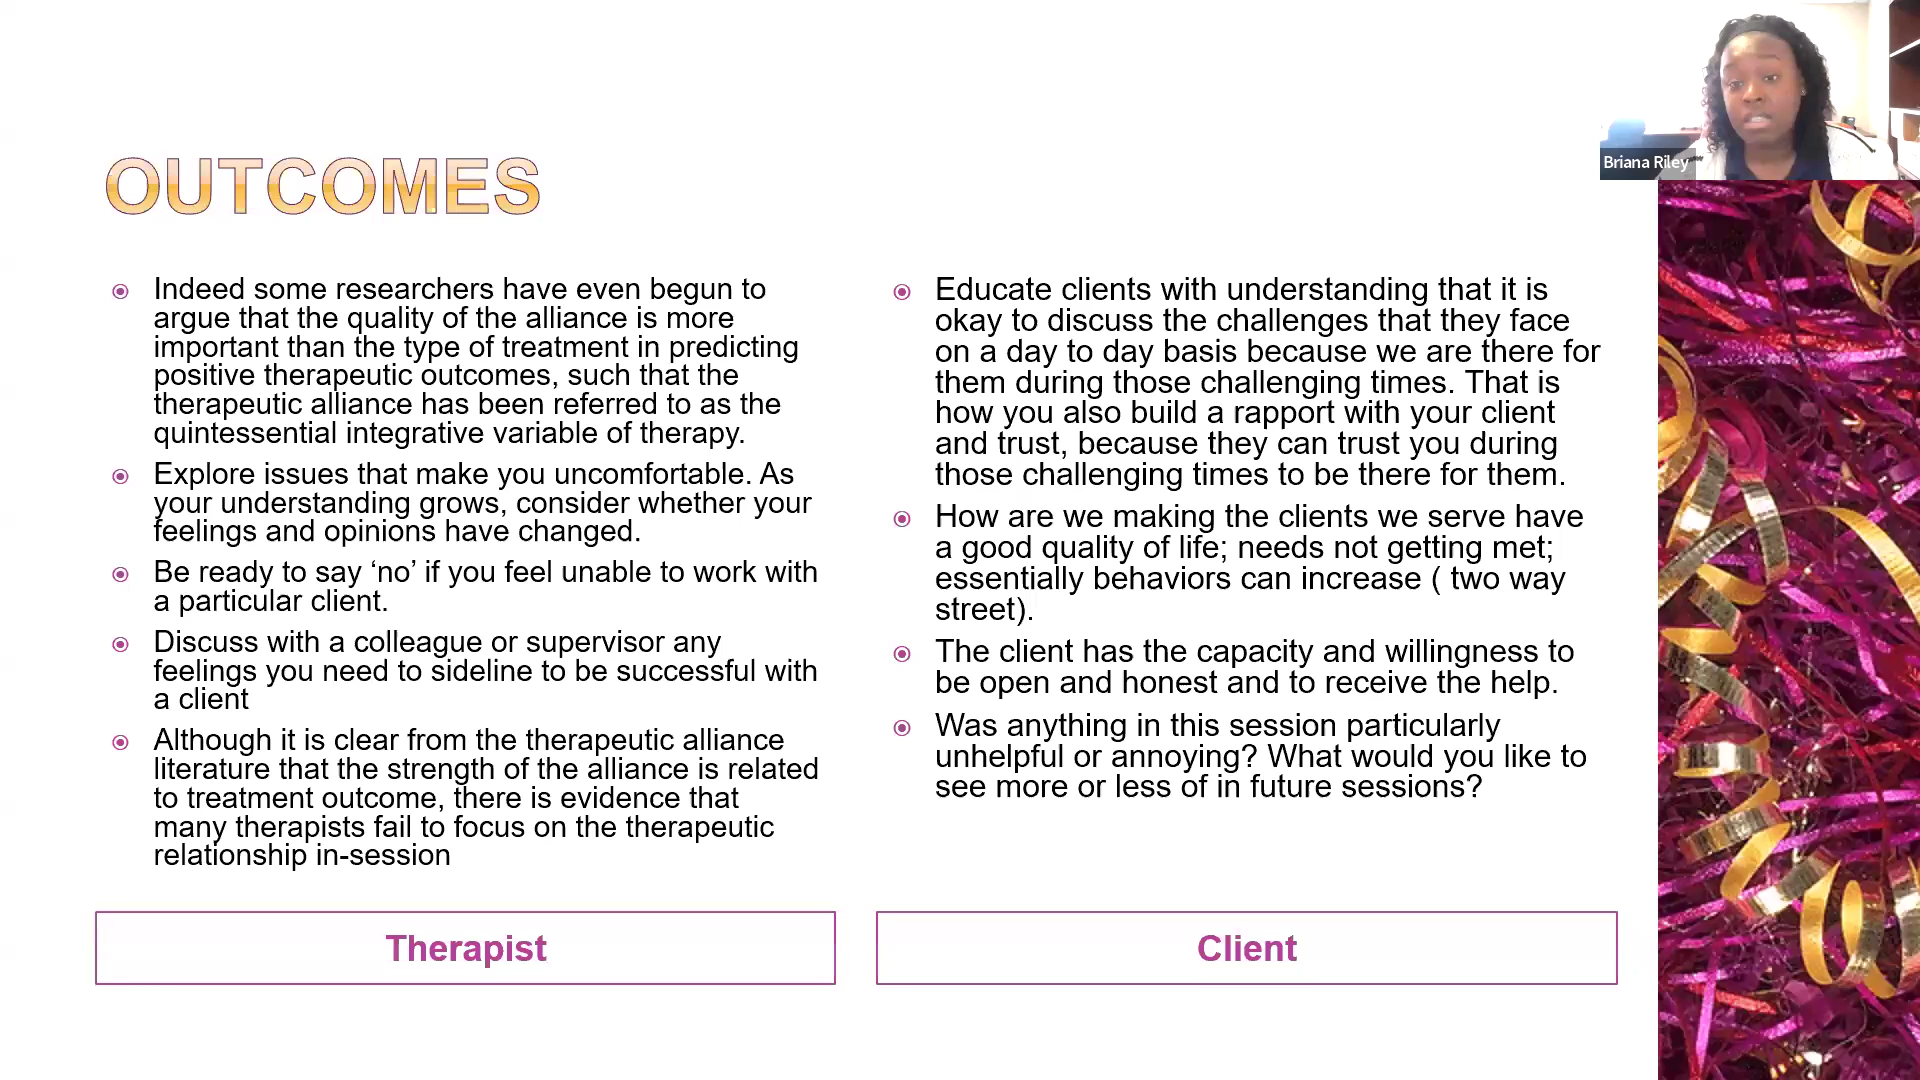 OUTCOMES
Indeed some researchers have even begun to
argue that the quality of the alliance is more
important than the type of treatment in predicting
positive therapeutic outcomes, such that the
therapeutic alliance has been referred to as the
quintessential integrative variable of therapy.
Explore issues that make you uncomfortable. As
your understanding grows, consider whether your
feelings and opinions have changed.
Be ready to say ‘no’ if you feel unable to work with
a particular client.
Discuss with a colleague or supervisor any
feelings you need to sideline to be successful with
a client
Although it is clear from the therapeutic alliance
literature that the strength of the alliance is related
to treatment outcome, there is evidence that
many therapists fail to focus on the therapeutic
relationship in-session
Therapist
Educate clients with understanding that it is
okay to discuss the challenges that they face
on a day to day basis because we are there for
them during those challenging times. That is
how you also build a rapport with your client
and trust, because they can trust you during
those challenging times to be there for them.
How are we making the clients we serve have
a good quality of life; needs not getting met;
essentially behaviors can increase ( two way
street).
The client has the capacity and willingness to
be open and honest and to receive the help.
Was anything in this session particularly
unhelpful or annoying? What would you like to
see more or less of in future sessions?
Client
Briana Riley